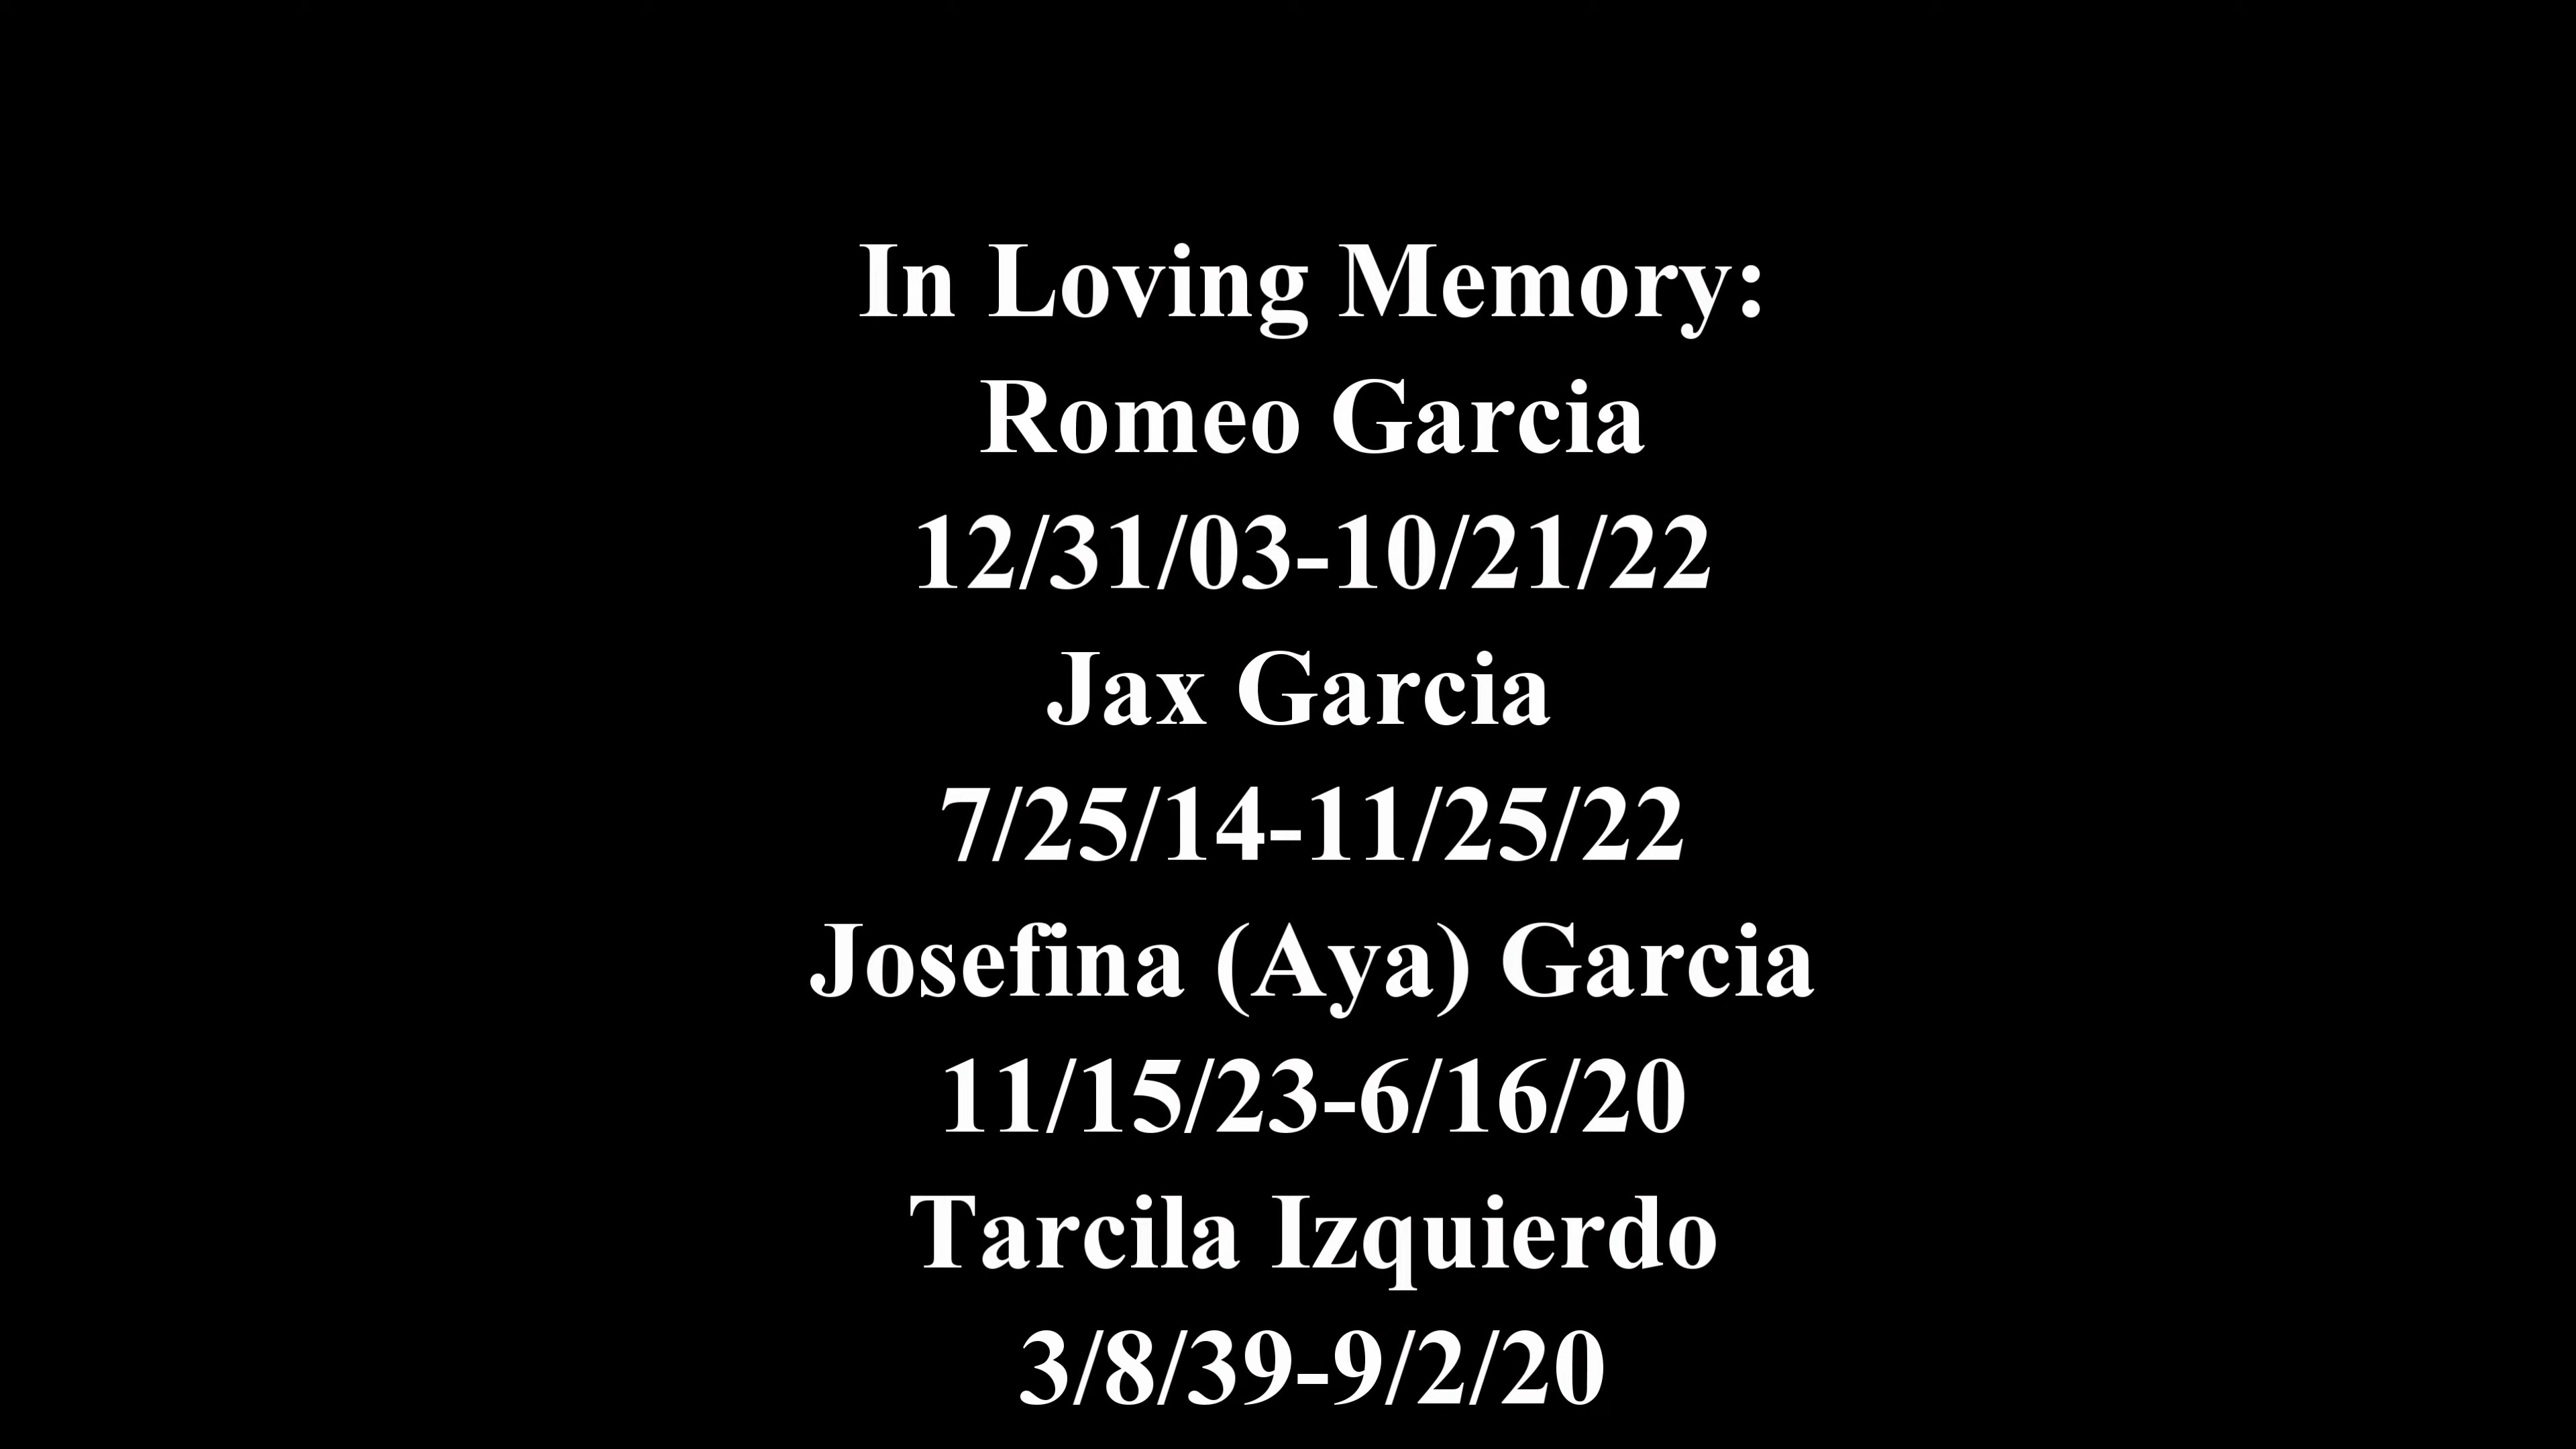 In Loving Memory:
Romeo Garcia
12/31/03-10/21/22
Jax Garcia
7/25/14-11/25/22
Josefina (Aya) Garcia
11/15/23-6/16/20
Tarcila Izquierdo
3/8/39-9/2/20